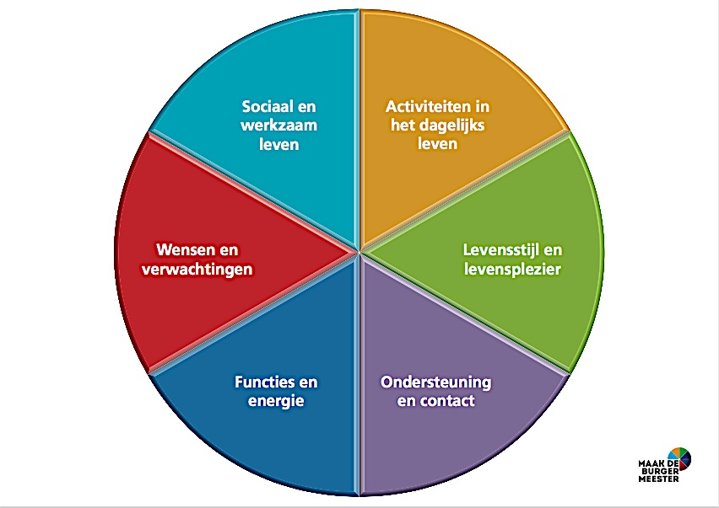 Sociaal en
werkzaam
leven
Activiteiten in
het dagelijks
leven
Wensen en
verwachtingen
Levensstijl en
levensplezier
Functies en
energie
Ondersteuning
en contact
MAAK DE
BURGER
MEESTER